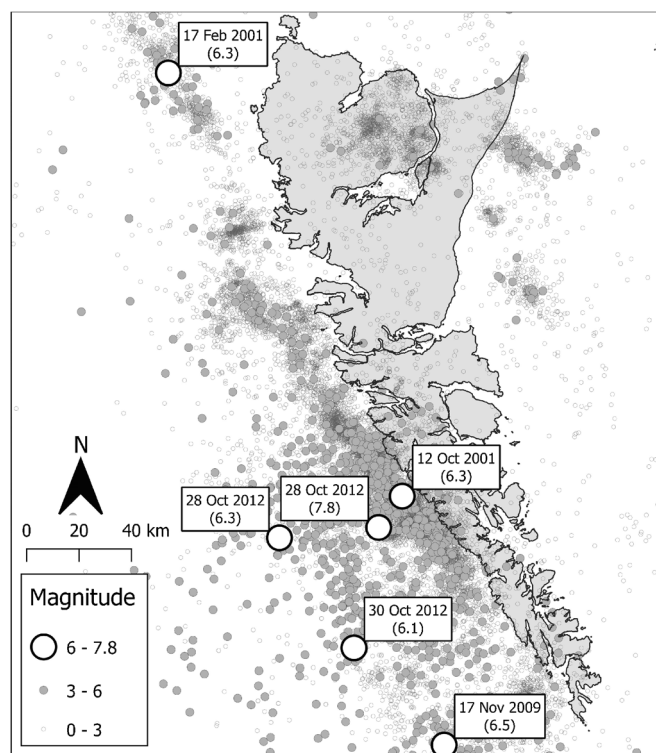 17 Feb 2001
(6.3)
12 Oct 2001
(6.3)
28 Oct 2012
(7.8)
28 Oct 2012
(6.3)
N
0 20 40 km
30 Oct 2012
(6.1)
Magnitude
6 - 7.8
3 - 6
0 - 3
17 Nov 2009
(6.5)